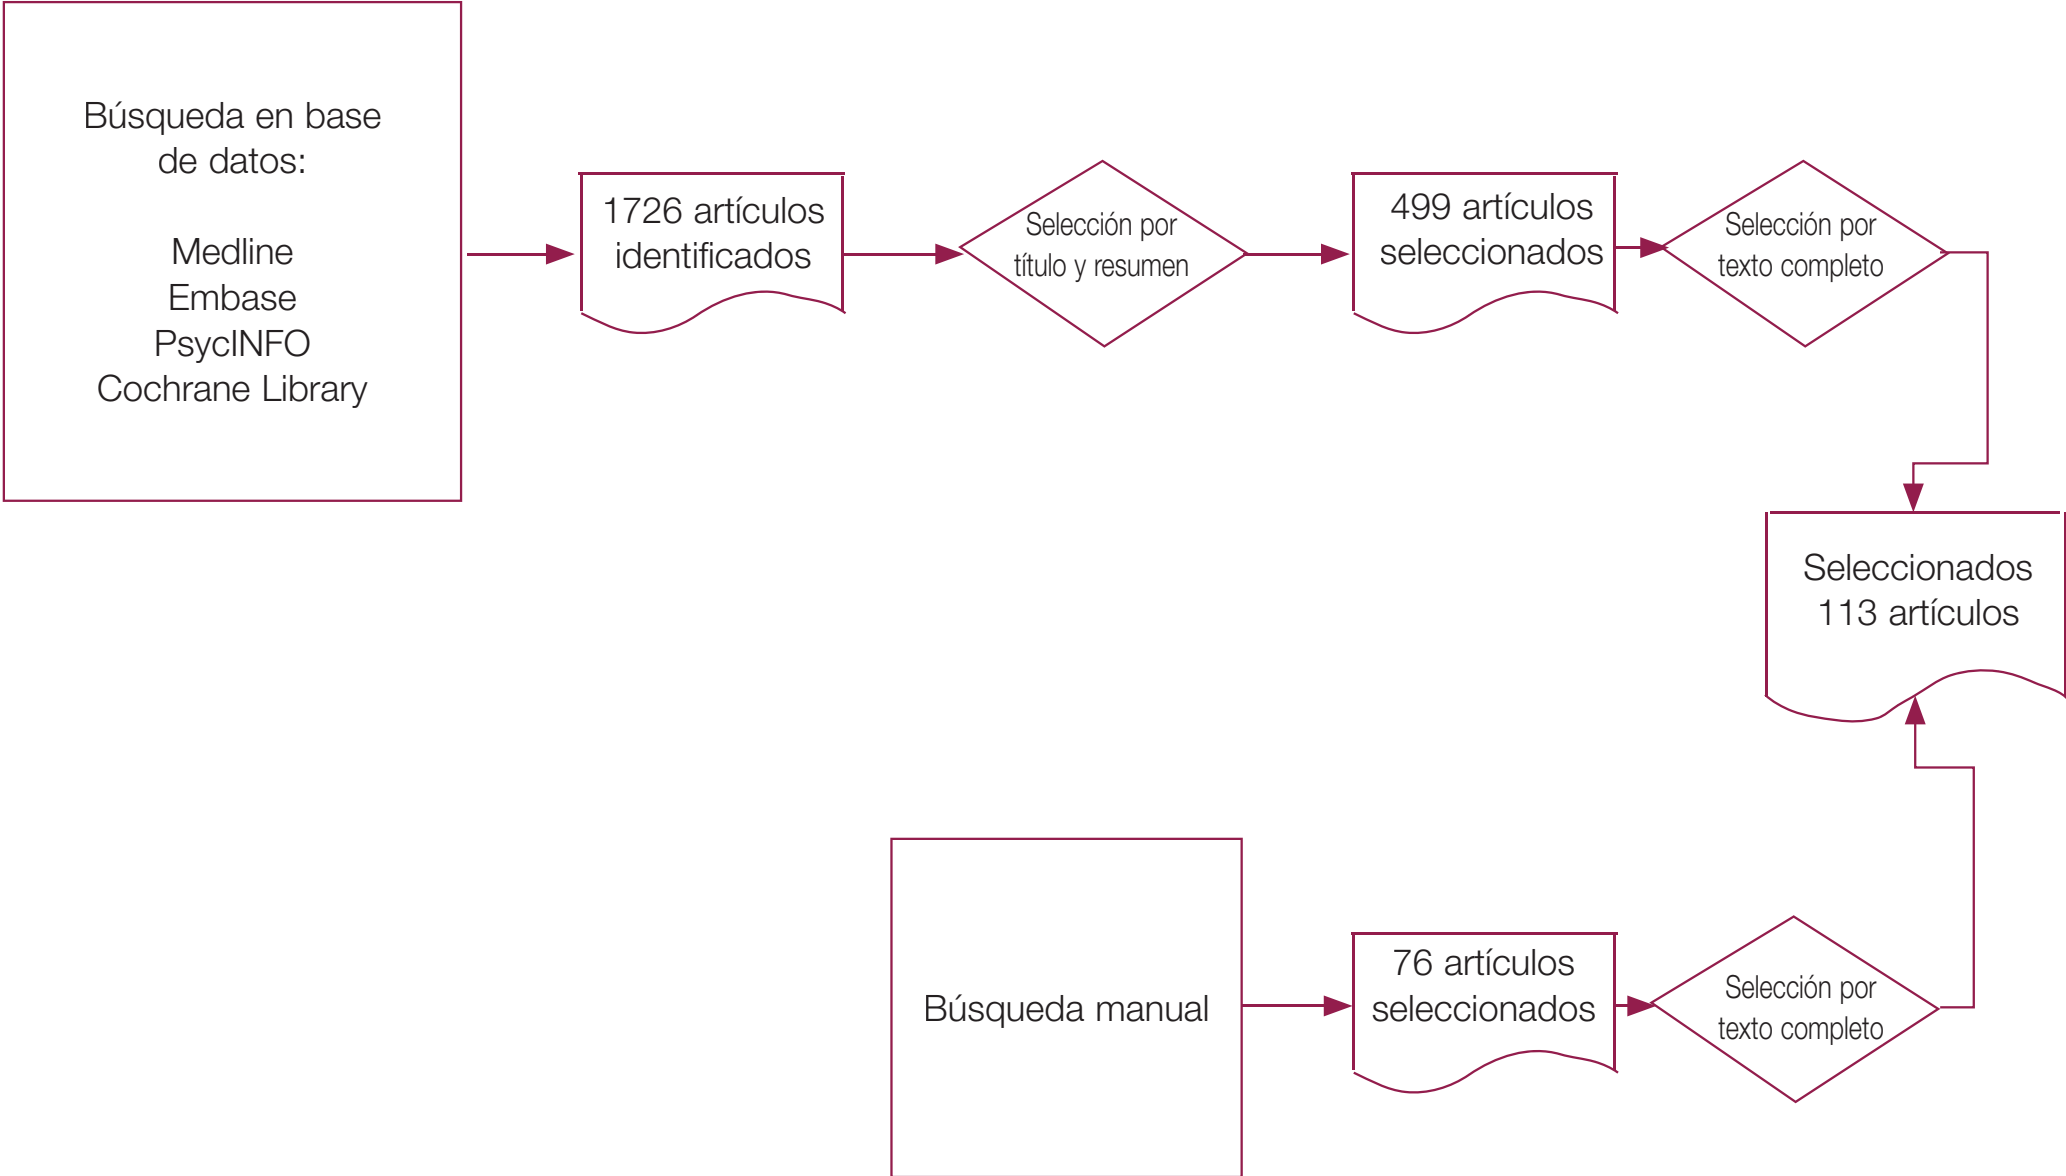 Búsqueda en base
de datos:
Medline
Embase
PsycINFO
Cochrane Library
1726 artículos
identificados
Selección por
título y resumen
499 artículos
seleccionados
Selección por
texto completo
Seleccionados
113 artículos
Búsqueda manual
76 artículos
seleccionados
Selección por
texto completo